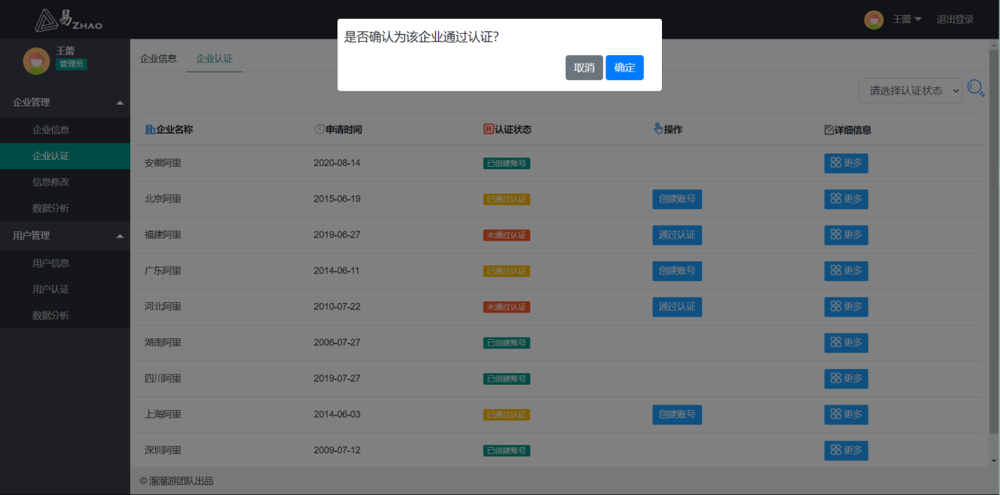 易ZHAO
王蕾
退出登录
王蕾
管理员
企业管理
企业信息
企业认证
信息修改
数据分析
用户管理
用户信息
用户认证
数据分析
企业信息 企业认证
是否确认为该企业通过认证?
取消 确定
请选择认证状态
企业名称 申请时间 认证状态 操作 详细信息
安徽阿里 2020-08-14 已创建账号 更多
北京阿里 2015-06-19 已通过认证 创建账号 更多
福建阿里 2019-06-27 未通过认证 通过认证 更多
广东阿里 2014-06-11 已通过认证 创建账号 更多
河北阿里 2010-07-22 未通过认证 通过认证 更多
湖南阿里 2006-07-27 已创建账号 更多
四川阿里 2019-07-27 已创建账号 更多
上海阿里 2014-06-03 已通过认证 创建账号 更多
深圳阿里 2009-07-12 已创建账号 更多
© 溜溜游团队出品